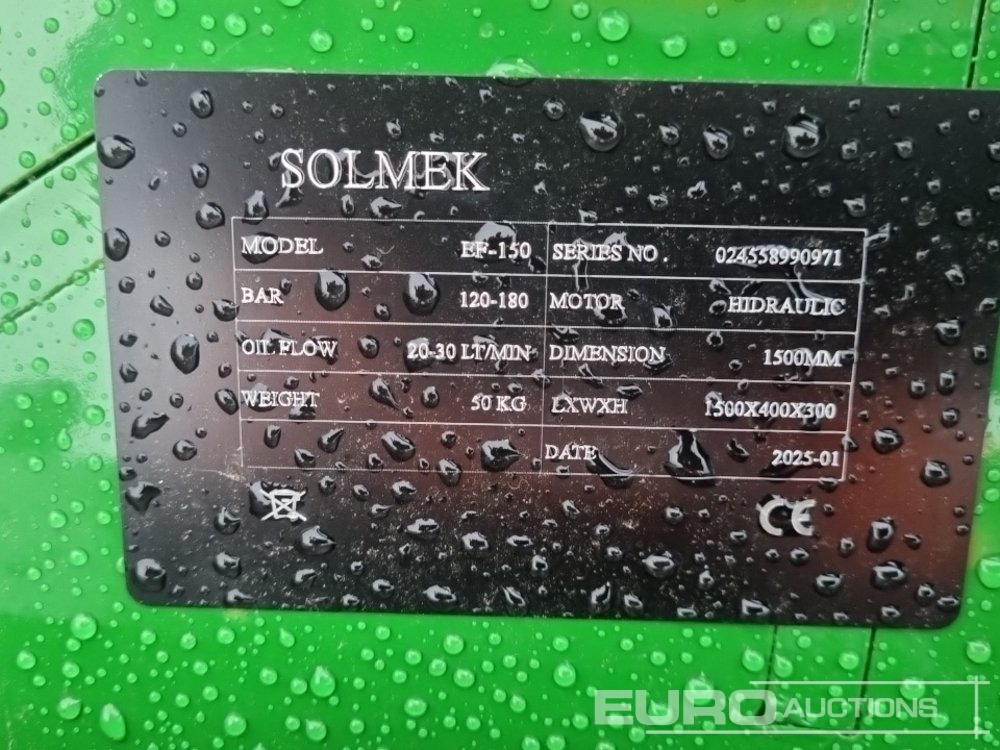 SOLMEK
MODEL EF-150 SERIES NO. 024558990971
BAR 120-180 MOTOR HIDRAULIC
OIL FLOW 20-30 LT/MIN DIMENSION 1500MM
WEIGHT 50 KG LXWXH 1500X400X300
DATE 2025-01
CE
EURO AUCTIONS